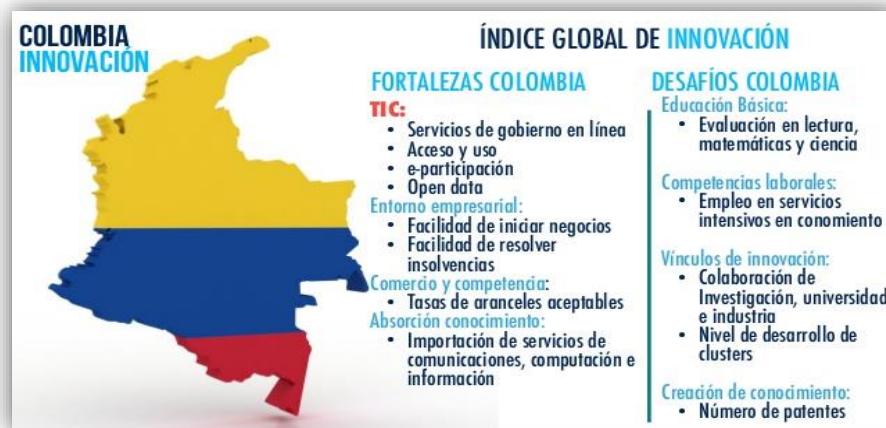 COLOMBIA
INNOVACIÓN
ÍNDICE GLOBAL DE INNOVACIÓN
FORTALEZAS COLOMBIA
TIC:
• Servicios de gobierno en línea
• Acceso y uso
• e-participación
• Open data
Entorno empresarial:
• Facilidad de iniciar negocios
• Facilidad de resolver
insolvencias
Comercio y competencia:
• Tasas de aranceles aceptables
Absorción conocimiento:
• Importación de servicios de
comunicaciones, computación e
información
DESAFÍOS COLOMBIA
Educación Básica:
• Evaluación en lectura,
matemáticas y ciencia
Competencias laborales:
• Empleo en servicios
intensivos en conomiento
Vínculos de innovación:
• Colaboración de
Investigación, universidad
e industria
• Nivel de desarrollo de
clusters
Creación de conocimiento:
• Número de patentes